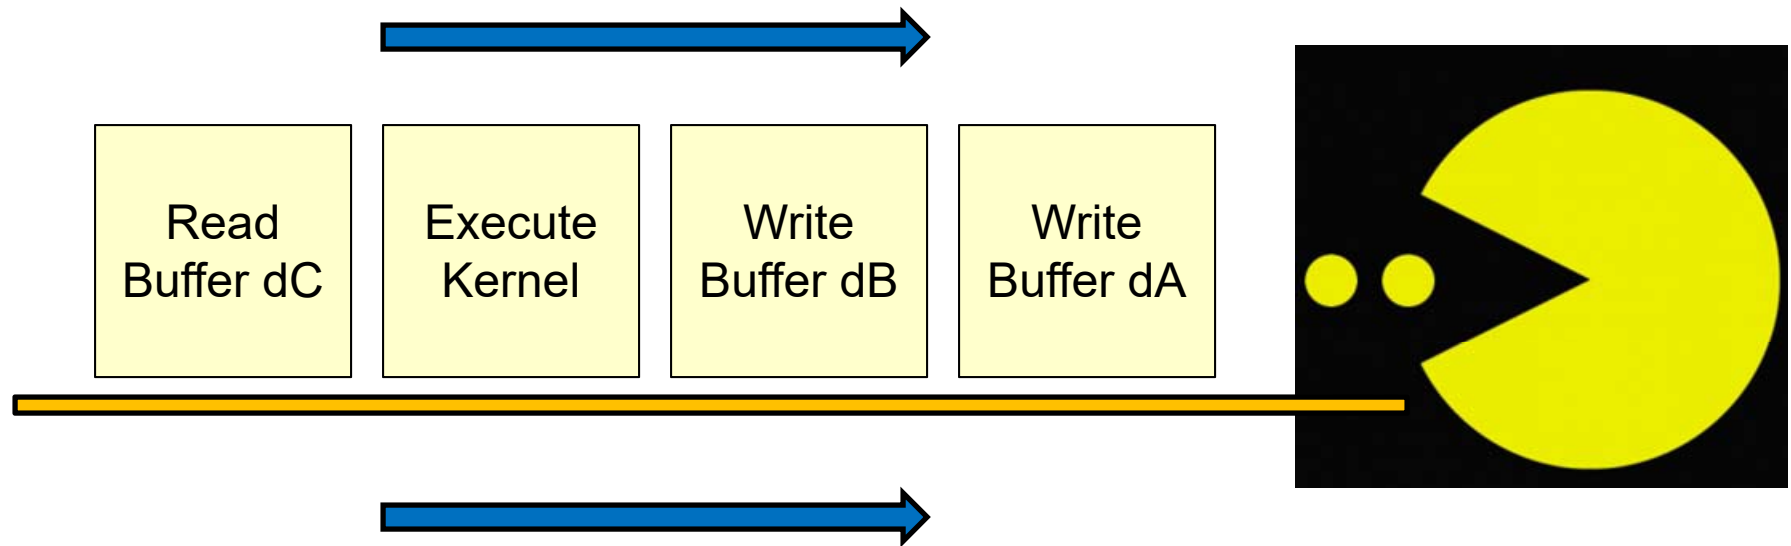 Read
Buffer dC
Execute
Kernel
Write
Buffer dB
Write
Buffer dA